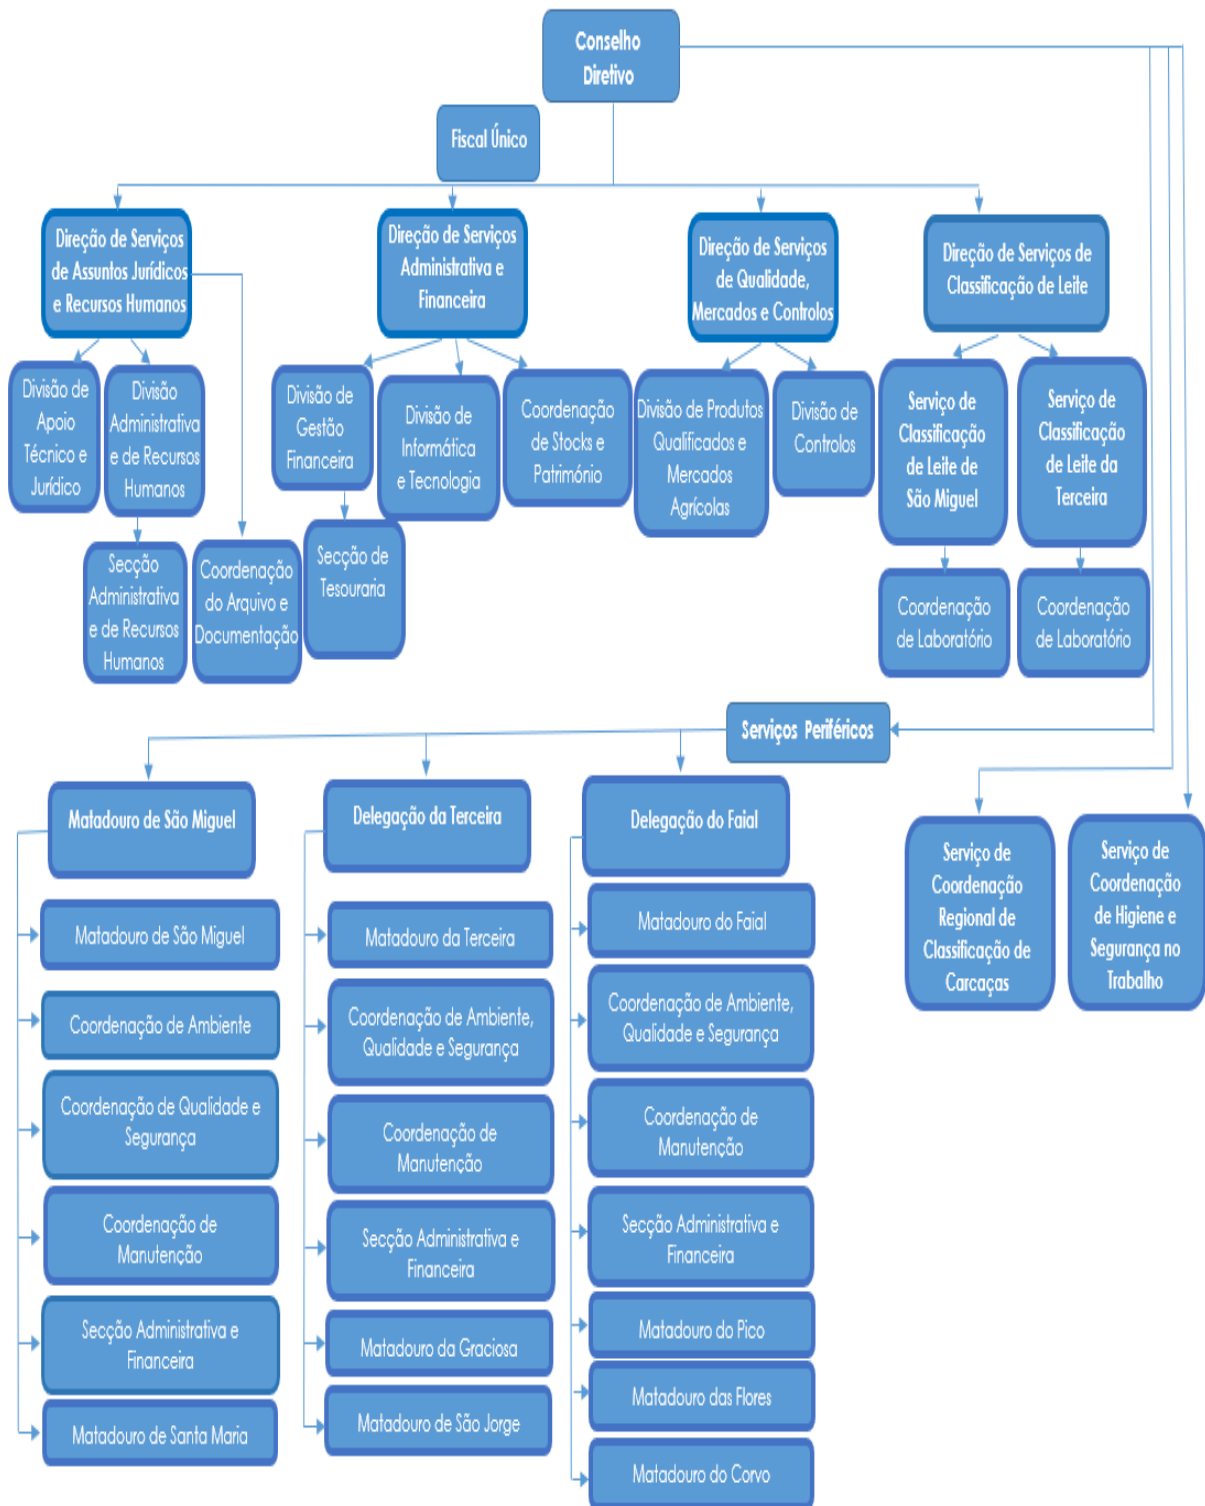 Conselho
Diretivo
Fiscal Único
Direção de Serviços
de Assuntos Jurídicos
e Recursos Humanos
Direção de Serviços
Administrativa e
Financeira
Direção de Serviços
de Qualidade,
Mercados e Controlos
Direção de Serviços de
Classificação de Leite
Divisão de
Apoio
Técnico e
Jurídico
Divisão
Administrativa
e de Recursos
Humanos
Divisão de
Gestão
Financeira
Divisão de
Informática
e Tecnologia
Coordenação
de Stocks e
Património
Divisão de Produtos
Qualificados e
Mercados
Agrícolas
Divisão de
Controlos
Serviço de
Classificação
de Leite de
São Miguel
Serviço de
Classificação
de Leite da
Terceira
Secção
Administrativa
e de Recursos
Humanos
Coordenação
do Arquivo e
Documentação
Secção de
Tesouraria
Coordenação
de Laboratório
Coordenação
de Laboratório
Serviços Periféricos
Matadouro de São Miguel
Delegação da Terceira
Delegação do Faial
Serviço de
Coordenação
Regional de
Classificação de
Carcaças
Serviço de
Coordenação
de Higiene e
Segurança no
Trabalho
Matadouro de São Miguel
Coordenação de Ambiente
Coordenação de Qualidade e
Segurança
Coordenação de
Manutenção
Secção Administrativa e
Financeira
Matadouro de Santa Maria
Matadouro da Terceira
Coordenação de Ambiente,
Qualidade e Segurança
Coordenação de
Manutenção
Secção Administrativa e
Financeira
Matadouro da Graciosa
Matadouro de São Jorge
Matadouro do Faial
Coordenação de Ambiente,
Qualidade e Segurança
Coordenação de
Manutenção
Secção Administrativa e
Financeira
Matadouro do Pico
Matadouro das Flores
Matadouro do Corvo